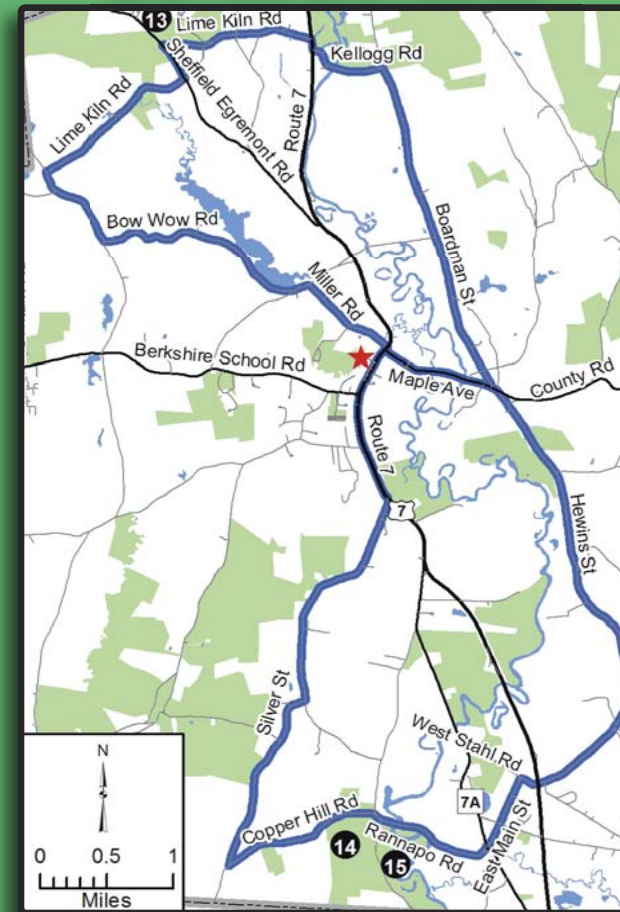 13
Lime Kiln Rd
Kellogg Rd
Sheffield Egremont Rd
Lime Kiln Rd
Route 7
Bow Wow Rd
Boardman St
Miller Rd
Berkshire School Rd
Maple Ave
County Rd
Route 7
7
Hewins St
Silver St
West Stahl Rd
7A
East Main St
Copper Hill Rd
Rannapo Rd
14
15
N
0 0.5 1
Miles